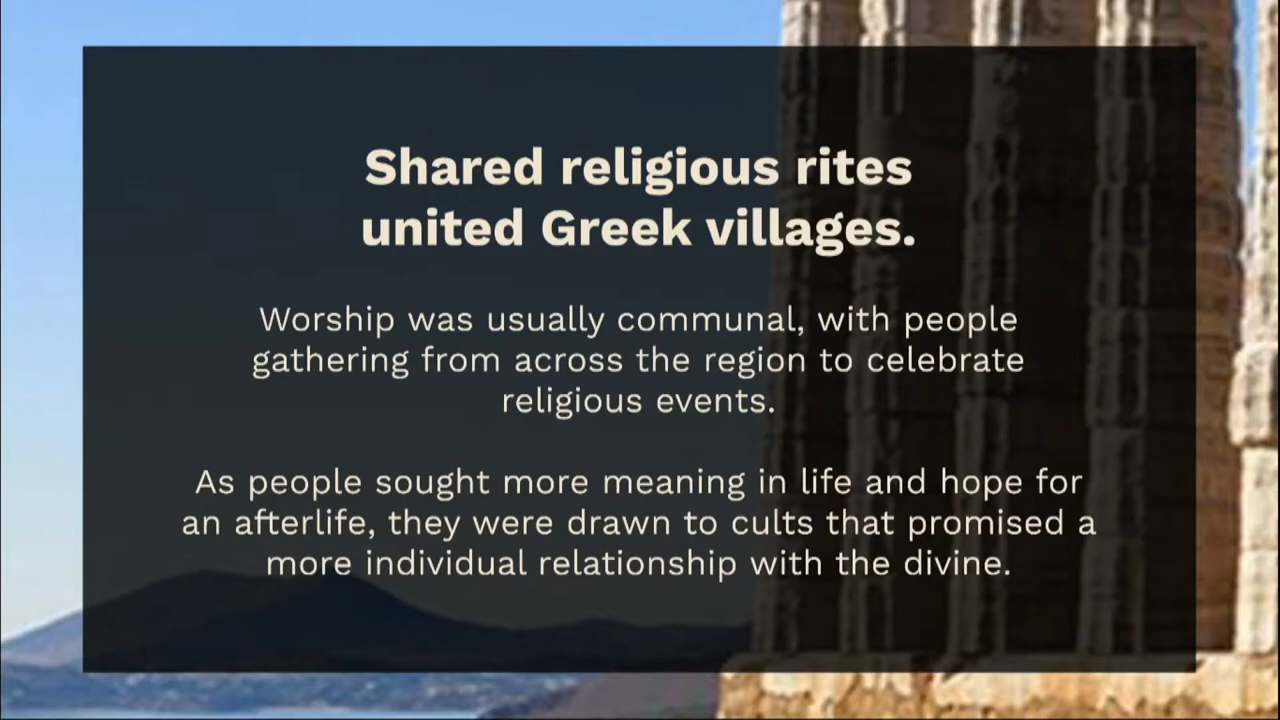 Shared religious rites
united Greek villages.
Worship was usually communal, with people
gathering from across the region to celebrate
religious events.
As people sought more meaning in life and hope for
an afterlife, they were drawn to cults that promised a
more individual relationship with the divine.